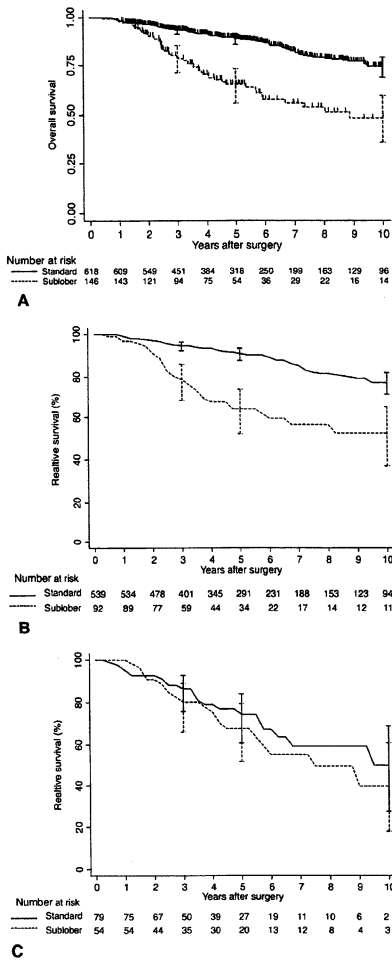 A
Overall survival
1.00
0.75
0.50
0.25
0.00
0 1 2 3 4 5 6 7 8 9 10
Years after surgery
Number at risk
Standard 618 609 549 451 384 318 250 199 163 129 96
Sublober 146 143 121 94 75 54 36 29 22 16 14
A
Realtive survival (%)
100
80
60
40
20
0
0 1 2 3 4 5 6 7 8 9 10
Years after surgery
Number at risk
Standard 539 534 478 401 345 291 231 188 153 123 94
Sublober 92 89 77 59 44 34 22 17 14 12 11
B
Realtive survival (%)
100
80
60
40
20
0
0 1 2 3 4 5 6 7 8 9 10
Years after surgery
Number at risk
Standard 79 75 67 50 39 27 19 11 10 6 2
Sublober 54 54 44 35 30 20 13 12 8 4 3
C